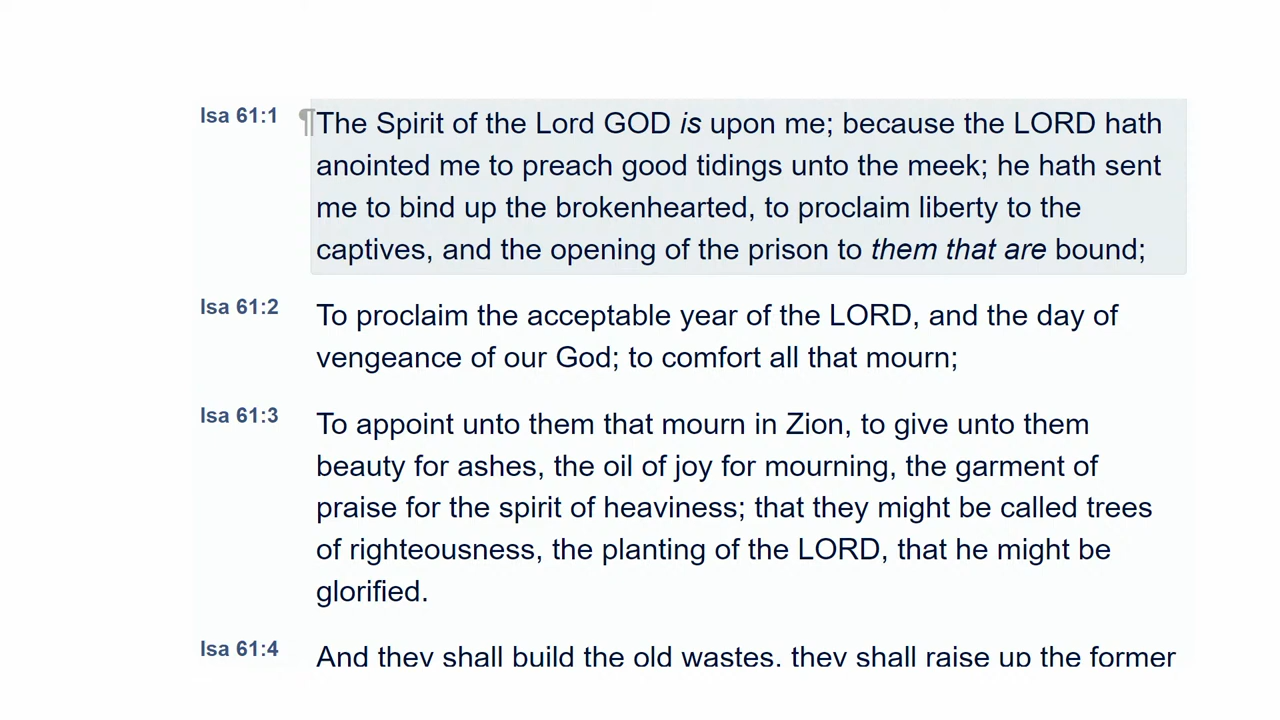 Isa 61:1 ¶The Spirit of the Lord GOD is upon me; because the LORD hath
anointed me to preach good tidings unto the meek; he hath sent
me to bind up the brokenhearted, to proclaim liberty to the
captives, and the opening of the prison to them that are bound;
Isa 61:2 To proclaim the acceptable year of the LORD, and the day of
vengeance of our God; to comfort all that mourn;
Isa 61:3 To appoint unto them that mourn in Zion, to give unto them
beauty for ashes, the oil of joy for mourning, the garment of
praise for the spirit of heaviness; that they might be called trees
of righteousness, the planting of the LORD, that he might be
glorified.
Isa 61:4 And they shall build the old wastes, they shall raise up the former